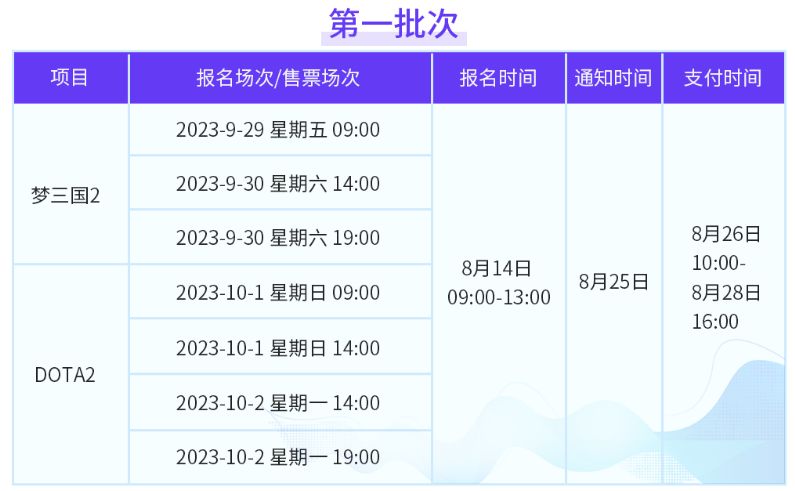 第一批次
项目
报名场次/售票场次
报名时间
通知时间
支付时间
梦三国2
2023-9-29 星期五 09:00
2023-9-30 星期六 14:00
2023-9-30 星期六 19:00
DOTA2
2023-10-1 星期日 09:00
2023-10-1 星期日 14:00
2023-10-2 星期一 14:00
2023-10-2 星期一 19:00
8月14日
09:00-13:00
8月25日
8月26日
10:00-
8月28日
16:00